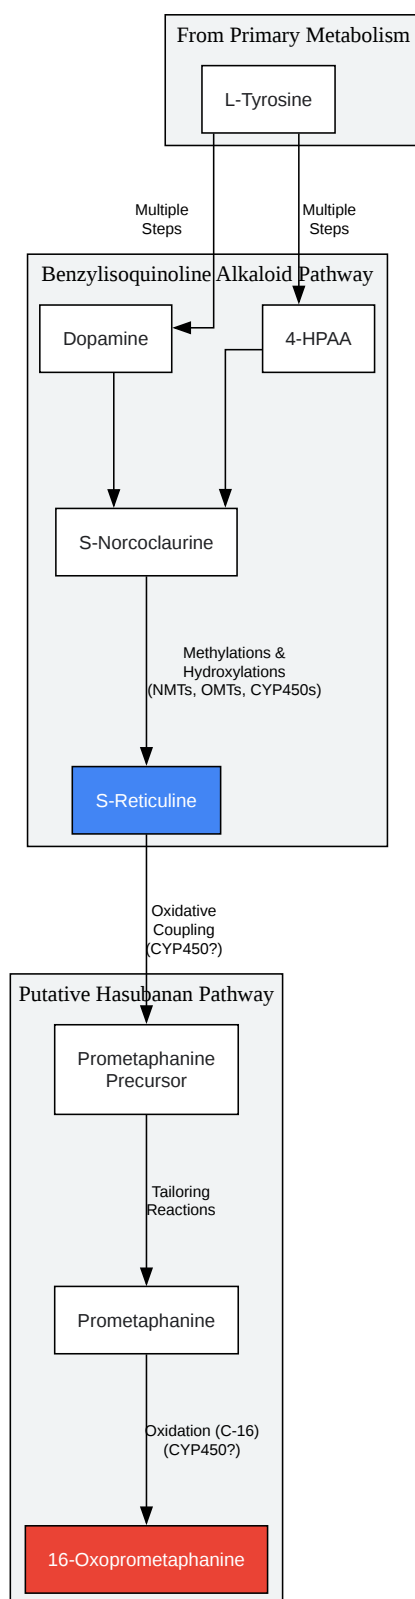 From Primary Metabolism
L-Tyrosine
Multiple
Steps
Multiple
Steps
Benzylisoquinoline Alkaloid Pathway
Dopamine
4-HPAA
S-Norcoclaurine
Methylations &
Hydroxylations
(NMTs, OMTs, CYP450s)
S-Reticuline
Oxidative
Coupling
(CYP450?)
Putative Hasubanan Pathway
Prometaphanine
Precursor
Tailoring
Reactions
Prometaphanine
Oxidation (C-16)
(CYP450?)
16-Oxoprometaphanine